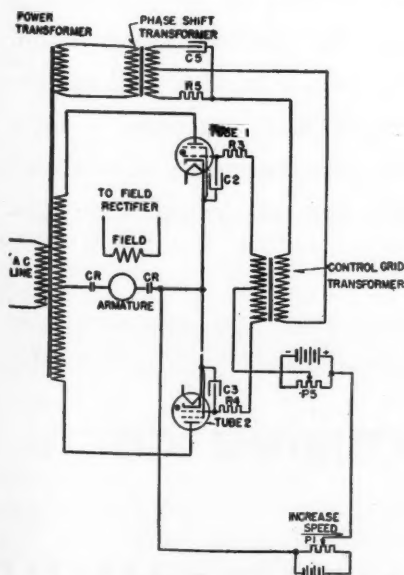 POWER
TRANSFORMER
PHASE SHIFT
TRANSFORMER
C5
R5
TUBE 1
R3
C2
TO FIELD
RECTIFIER
FIELD
A C
LINE
CR
CR
ARMATURE
CONTROL GRID
TRANSFORMER
- +
P5
C3
R4
TUBE 2
INCREASE
SPEED
P1